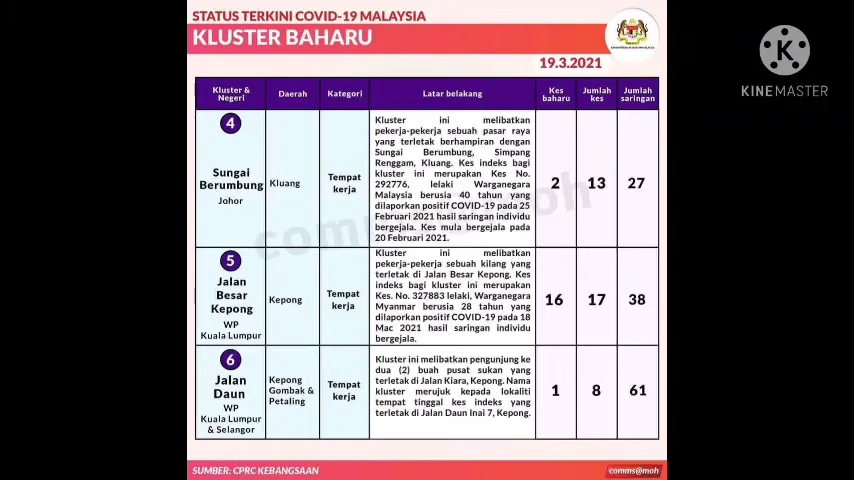 STATUS TERKINI COVID-19 MALAYSIA
KLUSTER BAHARU
19.3.2021
KINEMASTER
Kluster & Negeri
Daerah
Kategori
Latar belakang
Kes baharu
Jumlah kes
Jumlah saringan
4
Sungai
Berumbung
Johor
Kluang
Tempat
kerja
Kluster ini melibatkan
pekerja-pekerja sebuah pasar raya
yang terletak berhampiran dengan
Sungai Berumbung, Simpang
Renggam, Kluang. Kes indeks bagi
kluster ini merupakan Kes No.
292776, lelaki Warganegara
Malaysia berusia 40 tahun yang
dilaporkan positif COVID-19 pada 25
Februari 2021 hasil saringan individu
bergejala. Kes mula bergejala pada
20 Februari 2021.
2
13
27
5
Jalan
Besar
Kepong
WP
Kuala Lumpur
Kepong
Tempat
kerja
Kluster ini melibatkan
pekerja-pekerja sebuah kilang yang
terletak di Jalan Besar Kepong. Kes
indeks bagi kluster ini merupakan
Kes. No. 327883 lelaki, Warganegara
Myanmar berusia 28 tahun yang
dilaporkan positif COVID-19 pada 18
Mac 2021 hasil saringan individu
bergejala.
16
17
38
6
Jalan
Daun
WP
Kuala Lumpur
& Selangor
Kepong
Gombak &
Petaling
Tempat
kerja
Kluster ini melibatkan pengunjung ke
dua (2) buah pusat sukan yang
terletak di Jalan Kiara, Kepong. Nama
kluster merujuk kepada lokaliti
tempat tinggal kes indeks yang
terletak di Jalan Daun Inai 7, Kepong.
1
8
61
SUMBER: CPRC KEBANGSAAN
comms@moh